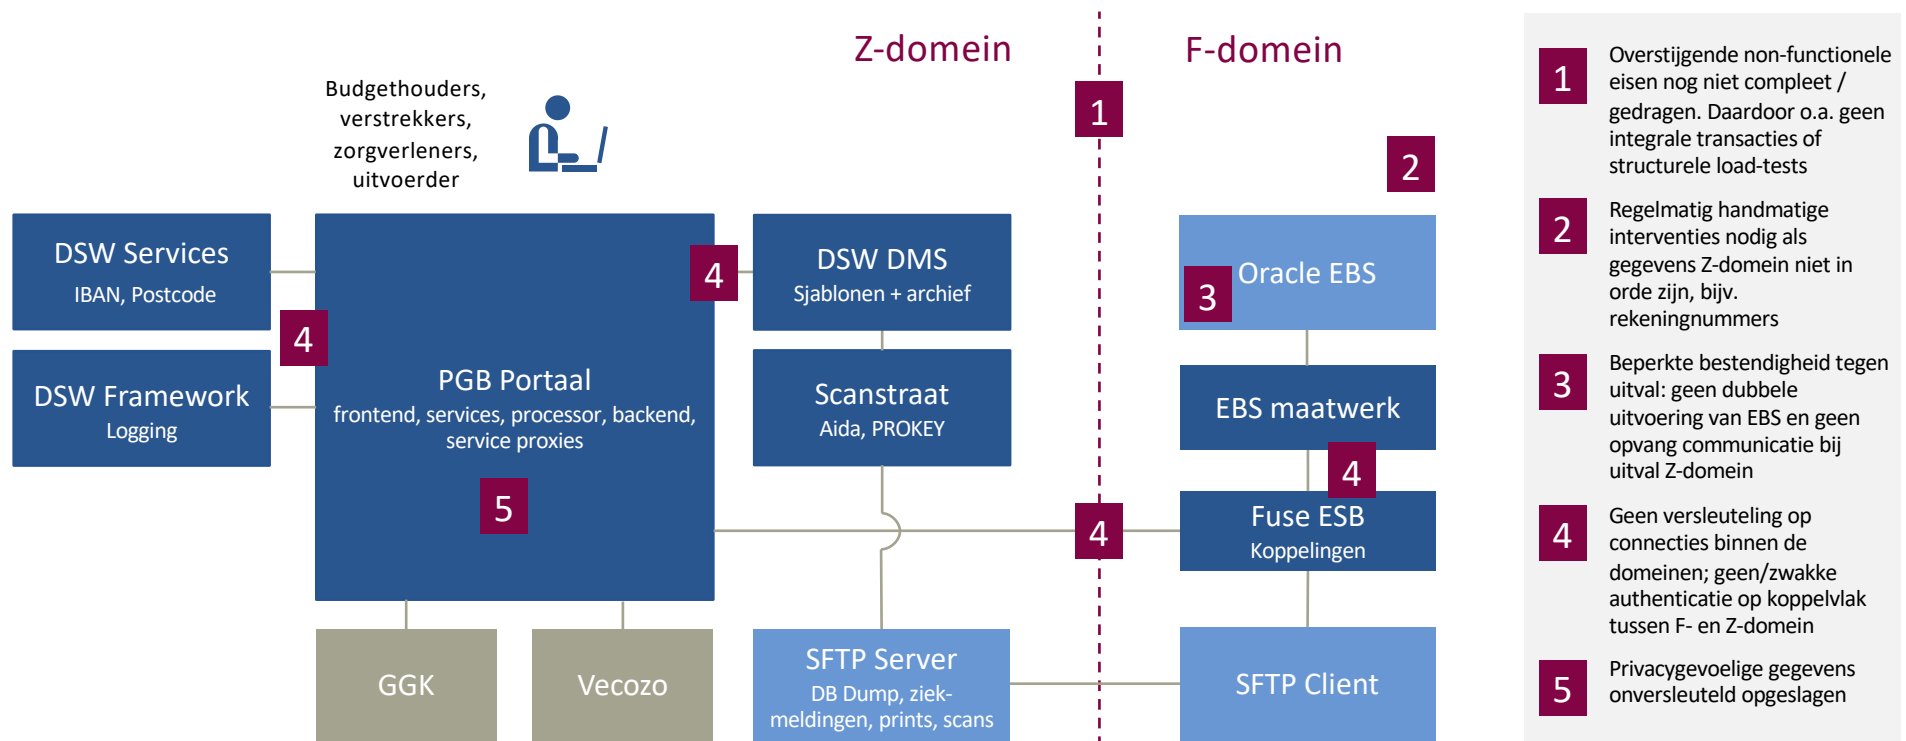 Z-domein
F-domein
Budgethouders,
verstrekkers,
zorgverleners,
uitvoerder
1
2
DSW Services
IBAN, Postcode
4
DSW Framework
Logging
PGB Portaal
frontend, services, processor, backend,
service proxies
5
4
DSW DMS
Sjablonen + archief
Scanstraat
Aida, PROKEY
3
Oracle EBS
EBS maatwerk
4
Fuse ESB
Koppelingen
4
GGK
Vecozo
SFTP Server
DB Dump, ziek-
meldingen, prints, scans
SFTP Client
1
Overstijgende non-functionele
eisen nog niet compleet /
gedragen. Daardoor o.a. geen
integrale transacties of
structurele load-tests
2
Regelmatig handmatige
interventies nodig als
gegevens Z-domein niet in
orde zijn, bijv.
rekeningnummers
3
Beperkte bestendigheid tegen
uitval: geen dubbele
uitvoering van EBS en geen
opvang communicatie bij
uitval Z-domein
4
Geen versleuteling op
connecties binnen de
domeinen; geen/zwakke
authenticatie op koppelvlak
tussen F- en Z-domein
5
Privacygevoelige gegevens
onversleuteld opgeslagen